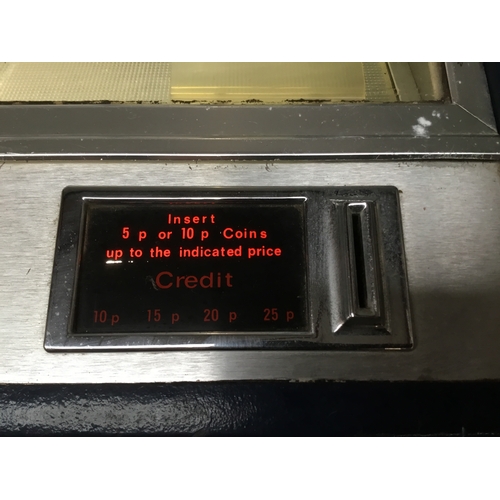 Insert
5 p or 10 p Coins
up to the indicated price
Credit
10 p 15 p 20 p 25 p